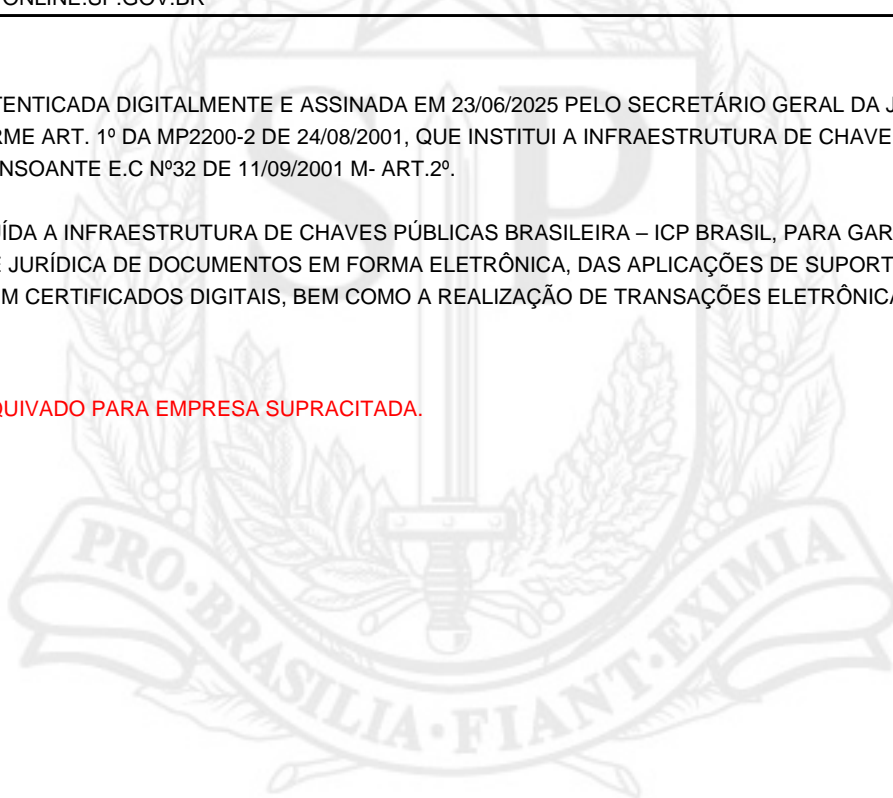 ONLINE.SP.GOV.BR
TENTICADA DIGITALMENTE E ASSINADA EM 23/06/2025 PELO SECRETÁRIO GERAL DA J
RME ART. 1º DA MP2200-2 DE 24/08/2001, QUE INSTITUI A INFRAESTRUTURA DE CHAVE
NSOANTE E.C Nº32 DE 11/09/2001 M- ART.2º.
UÍDA A INFRAESTRUTURA DE CHAVES PÚBLICAS BRASILEIRA – ICP BRASIL, PARA GAR
E JURÍDICA DE DOCUMENTOS EM FORMA ELETRÔNICA, DAS APLICAÇÕES DE SUPORT
M CERTIFICADOS DIGITAIS, BEM COMO A REALIZAÇÃO DE TRANSAÇÕES ELETRÔNICA
QUIVADO PARA EMPRESA SUPRACITADA.
SP
PRO·BRASILIA·FIANT·EXIMIA